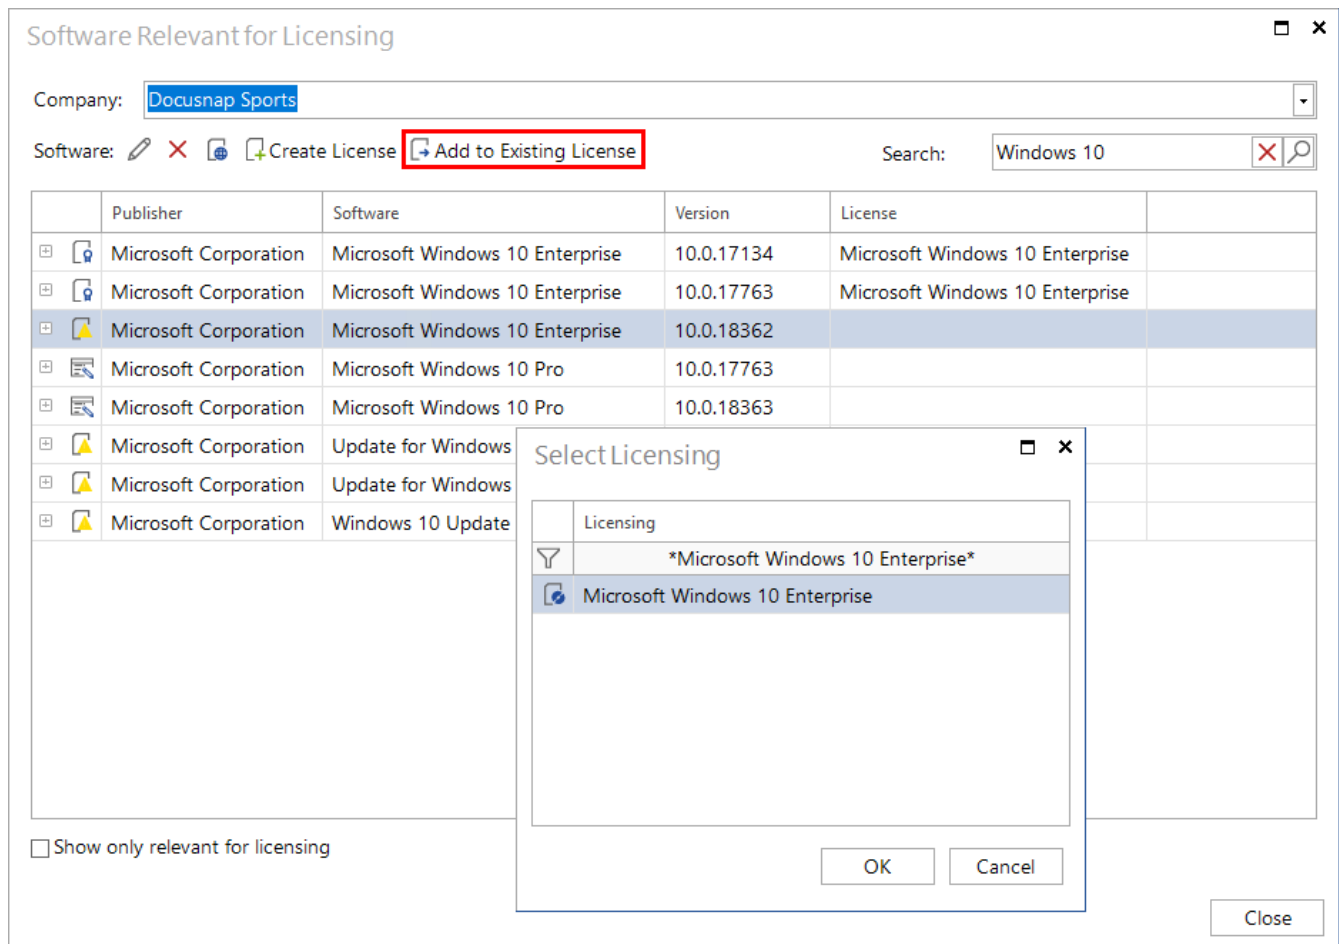 Software Relevant for Licensing
Company: Docusnap Sports
Software: Create License Add to Existing License Search: Windows 10
Publisher Software Version License
Microsoft Corporation Microsoft Windows 10 Enterprise 10.0.17134 Microsoft Windows 10 Enterprise
Microsoft Corporation Microsoft Windows 10 Enterprise 10.0.17763 Microsoft Windows 10 Enterprise
Microsoft Corporation Microsoft Windows 10 Enterprise 10.0.18362
Microsoft Corporation Microsoft Windows 10 Pro 10.0.17763
Microsoft Corporation Microsoft Windows 10 Pro 10.0.18363
Microsoft Corporation Update for Windows
Microsoft Corporation Update for Windows
Microsoft Corporation Windows 10 Update
Select Licensing
Licensing
*Microsoft Windows 10 Enterprise*
Microsoft Windows 10 Enterprise
OK Cancel
Show only relevant for licensing
Close